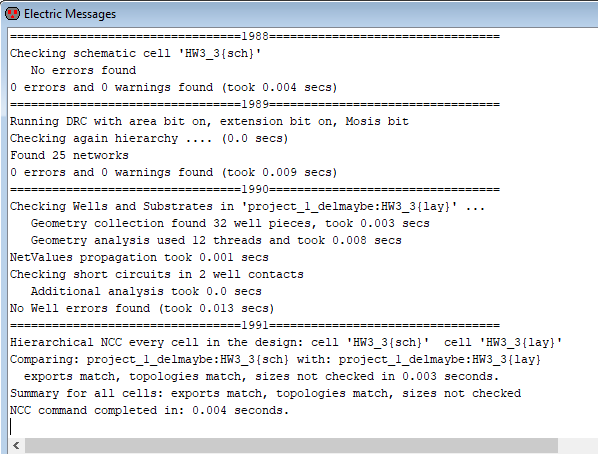 Electric Messages
=================================1988=================================
Checking schematic cell 'HW3_3{sch}'
No errors found
0 errors and 0 warnings found (took 0.004 secs)
=================================1989=================================
Running DRC with area bit on, extension bit on, Mosis bit
Checking again hierarchy .... (0.0 secs)
Found 25 networks
0 errors and 0 warnings found (took 0.009 secs)
=================================1990=================================
Checking Wells and Substrates in 'project_1_delmaybe:HW3_3{lay}' ...
Geometry collection found 32 well pieces, took 0.003 secs
Geometry analysis used 12 threads and took 0.008 secs
NetValues propagation took 0.001 secs
Checking short circuits in 2 well contacts
Additional analysis took 0.0 secs
No Well errors found (took 0.013 secs)
=================================1991=================================
Hierarchical NCC every cell in the design: cell 'HW3_3{sch}'  cell 'HW3_3{lay}'
Comparing: project_1_delmaybe:HW3_3{sch} with: project_1_delmaybe:HW3_3{lay}
exports match, topologies match, sizes not checked in 0.003 seconds.
Summary for all cells: exports match, topologies match, sizes not checked
NCC command completed in: 0.004 seconds.